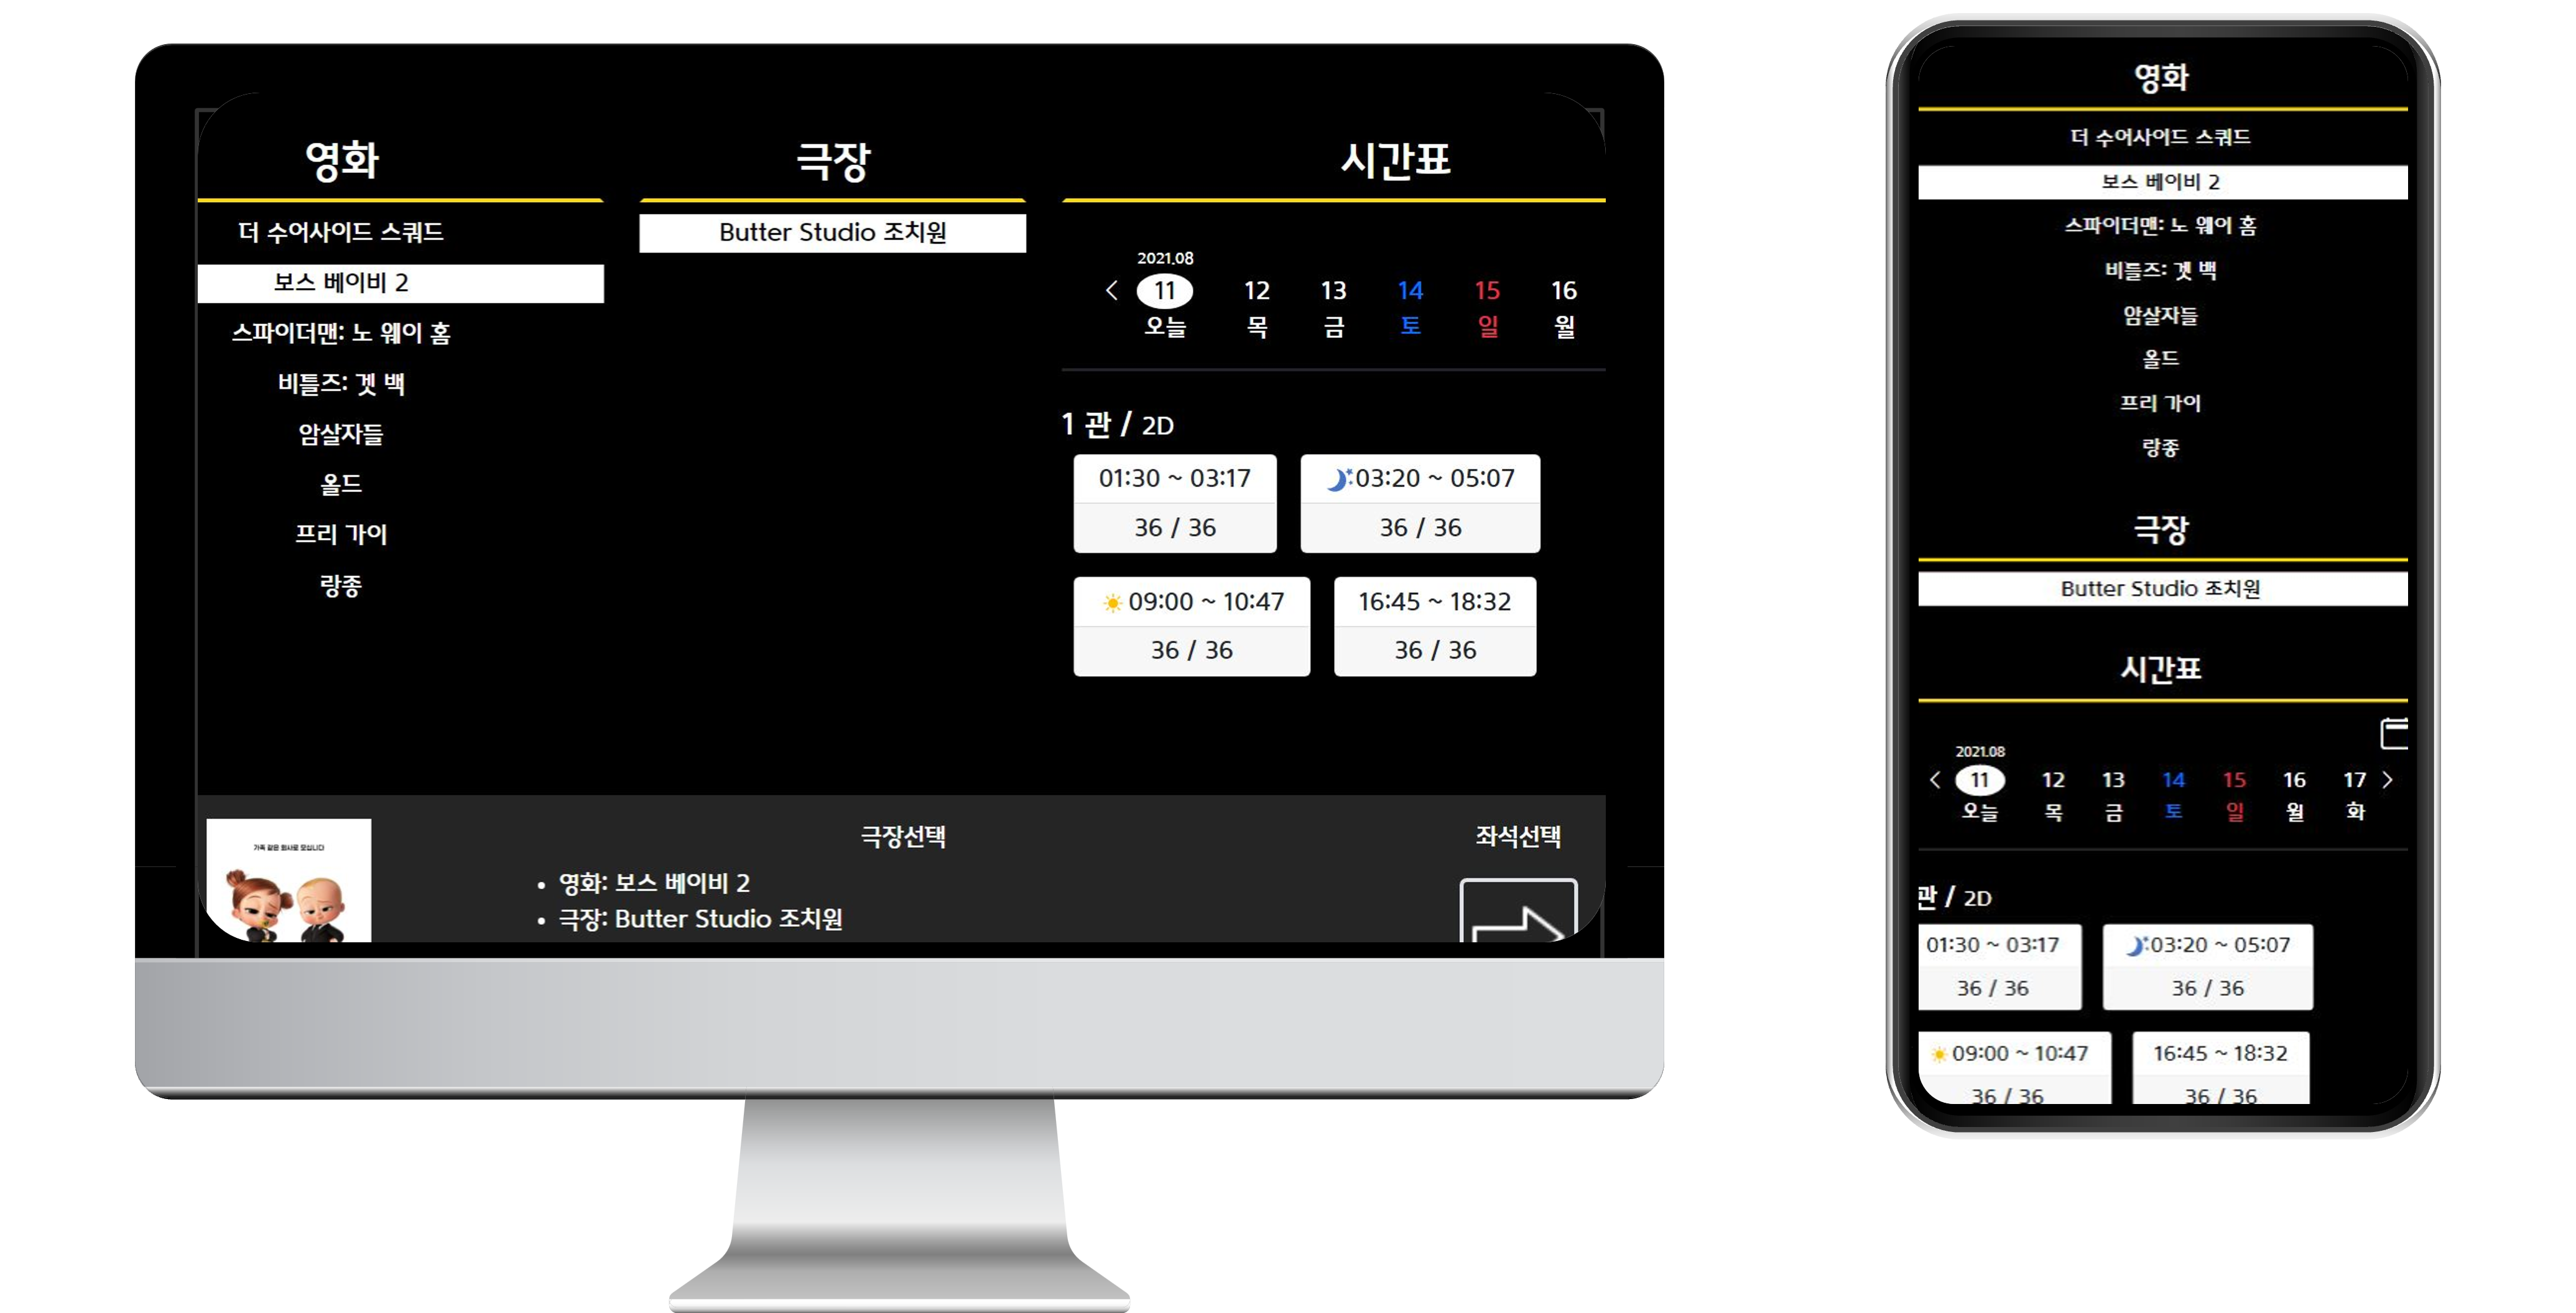 영화
더 수어사이드 스쿼드
보스 베이비 2
스파이더맨: 노 웨이 홈
비틀즈: 겟 백
암살자들
올드
프리 가이
랑종
극장
Butter Studio 조치원
시간표
2021.08
< 11 12 13 14 15 16
오늘 목 금 토 일 월
1 관 / 2D
01:30 ~ 03:17 03:20 ~ 05:07
36 / 36 36 / 36
09:00 ~ 10:47 16:45 ~ 18:32
36 / 36 36 / 36
가족 같은 회사로 모십니다
극장선택
• 영화: 보스 베이비 2
• 극장: Butter Studio 조치원
좌석선택
영화
더 수어사이드 스쿼드
보스 베이비 2
스파이더맨: 노 웨이 홈
비틀즈: 겟 백
암살자들
올드
프리 가이
랑종
극장
Butter Studio 조치원
시간표
2021.08
< 11 12 13 14 15 16 17 >
오늘 목 금 토 일 월 화
관 / 2D
01:30 ~ 03:17 03:20 ~ 05:07
36 / 36 36 / 36
09:00 ~ 10:47 16:45 ~ 18:32
36 / 36 36 / 36